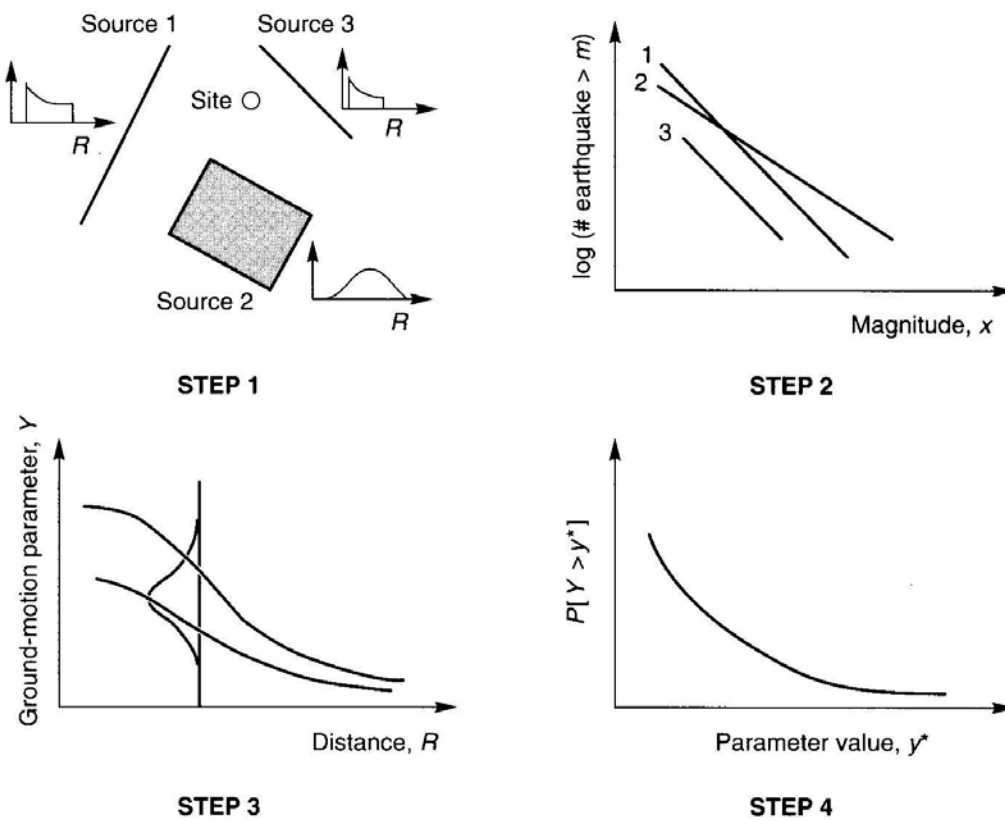 Source 1
Source 3
Site
R
R
Source 2
R
STEP 1
log (# earthquake > m)
1
2
3
Magnitude, x
STEP 2
Ground-motion parameter, Y
Distance, R
STEP 3
P[Y > y*]
Parameter value, y*
STEP 4